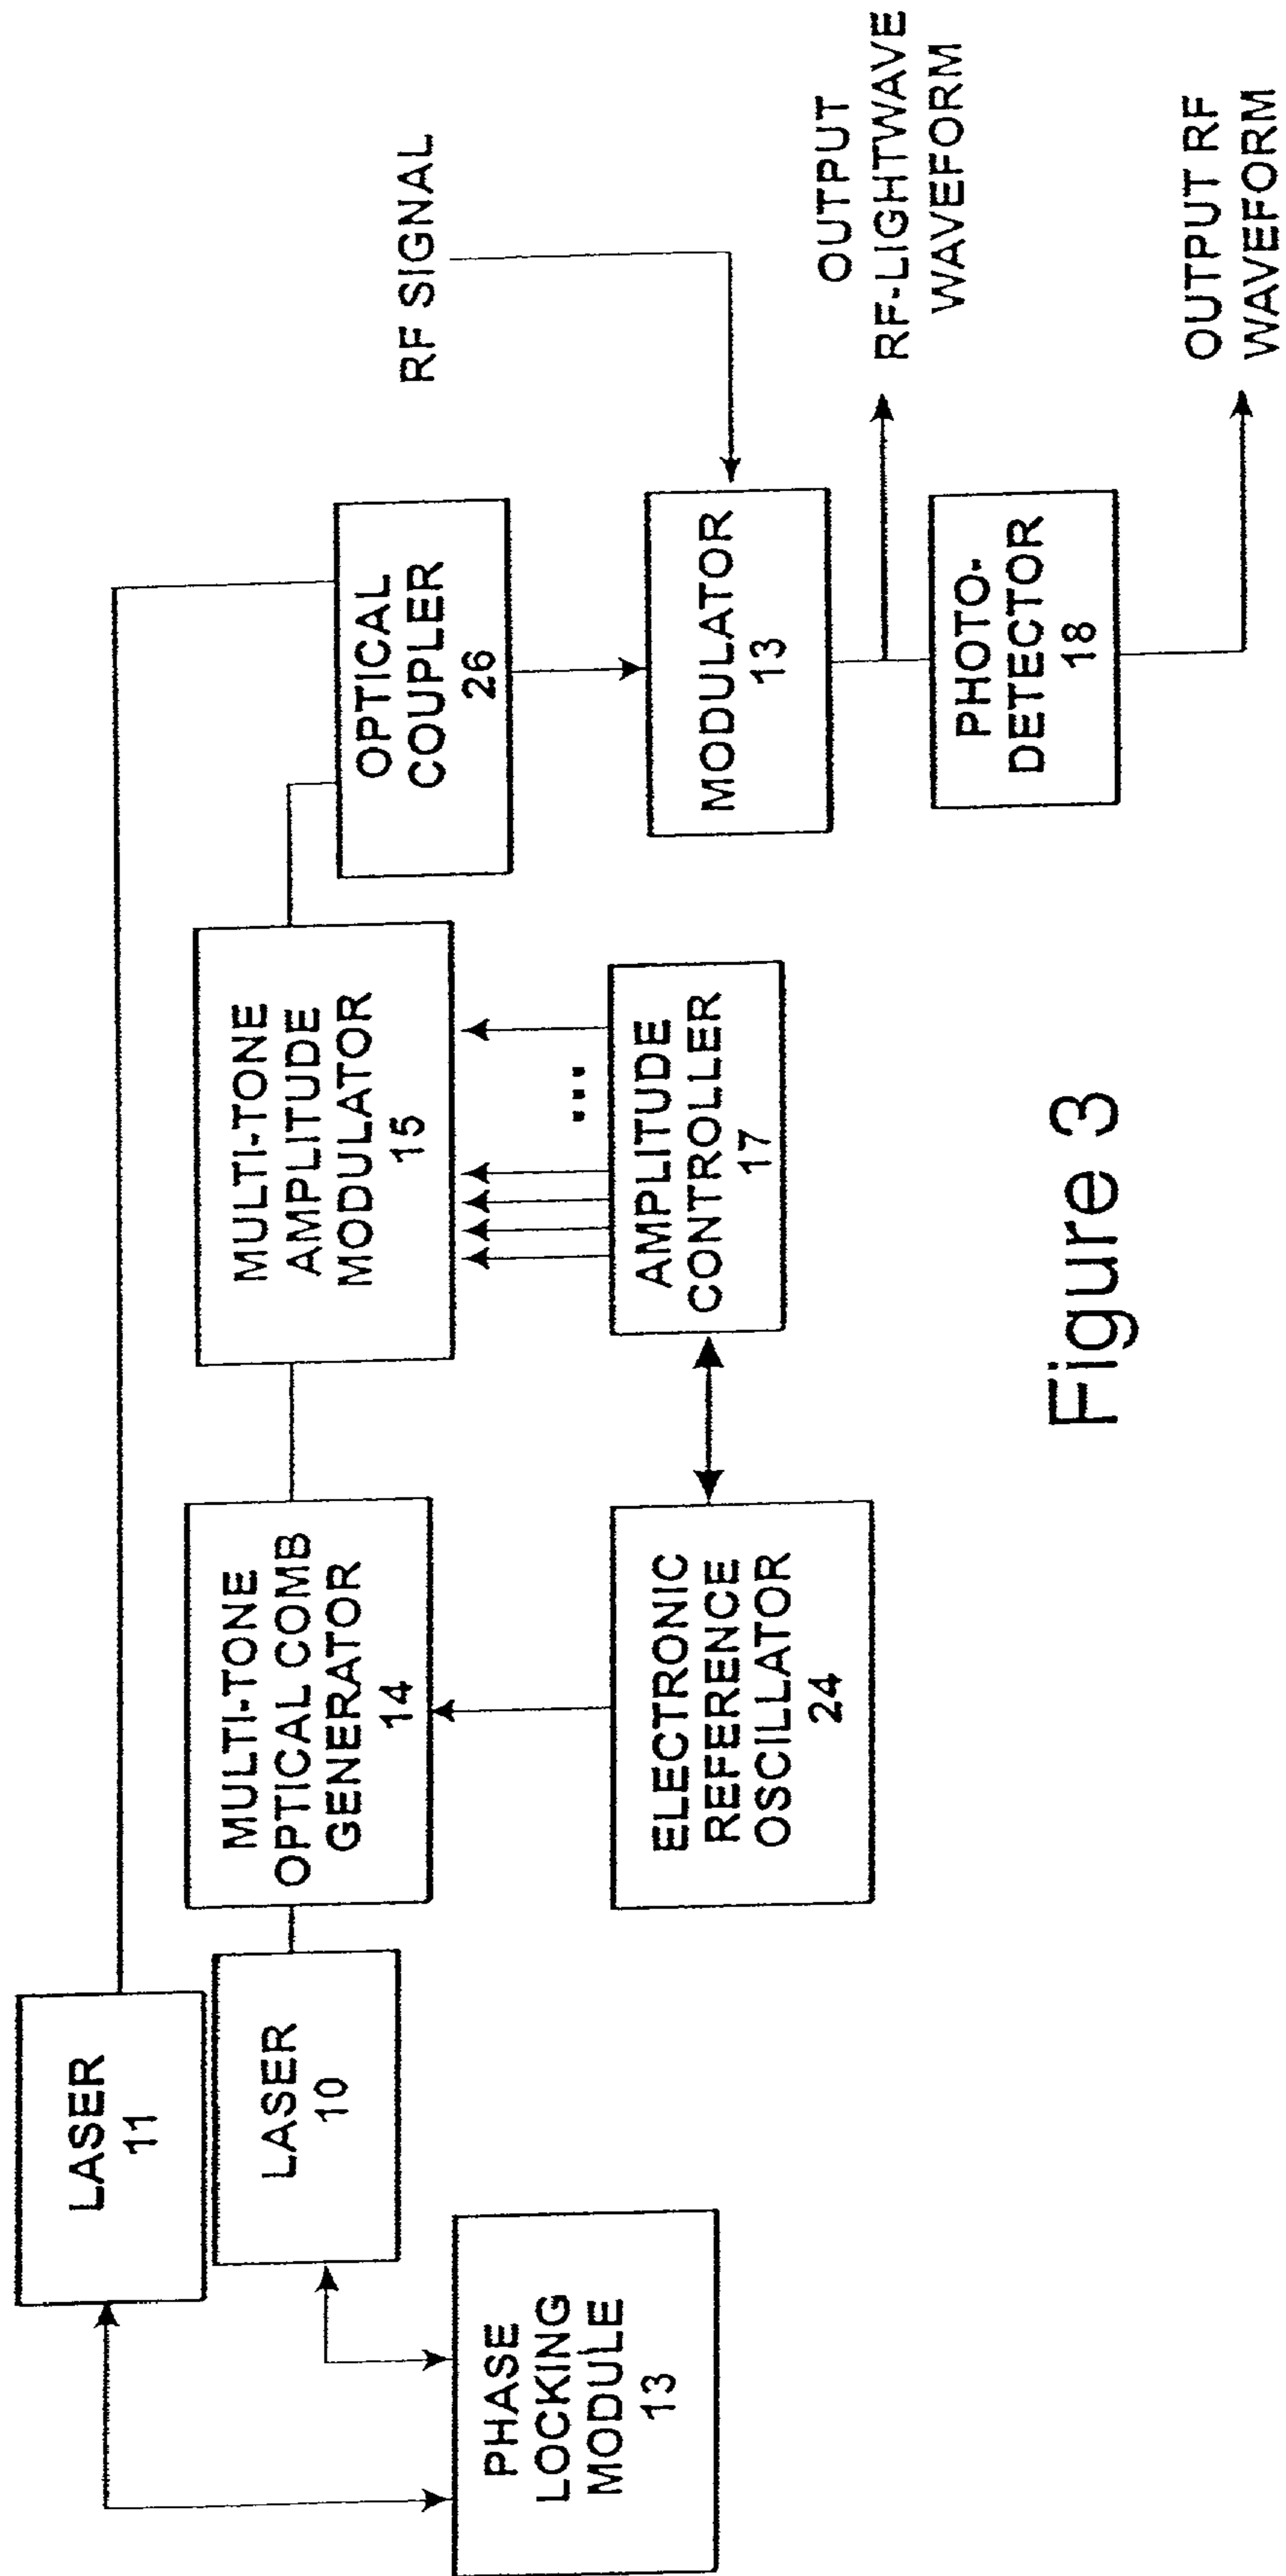 LASER
11
LASER
10
PHASE
LOCKING
MODULE
13
MULTI-TONE
OPTICAL COMB
GENERATOR
14
ELECTRONIC
REFERENCE
OSCILLATOR
24
MULTI-TONE
AMPLITUDE
MODULATOR
15
...
AMPLITUDE
CONTROLLER
17
OPTICAL
COUPLER
26
RF SIGNAL
MODULATOR
13
OUTPUT
RF-LIGHTWAVE
WAVEFORM
PHOTO-
DETECTOR
18
OUTPUT RF
WAVEFORM
Figure 3